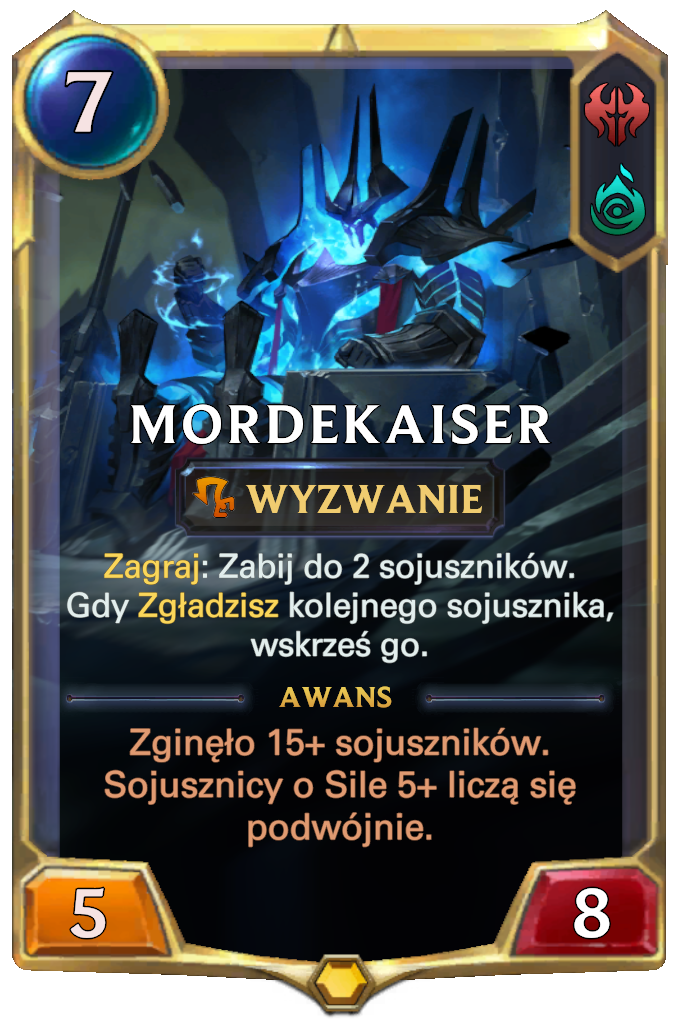 7
MORDEKAISER
WYZWANIE
Zagraj: Zabij do 2 sojuszników.
Gdy Zgładzisz kolejnego sojusznika,
wskrześ go.
AWANS
Zginęło 15+ sojuszników.
Sojusznicy o Sile 5+ liczą się
podwójnie.
5
8